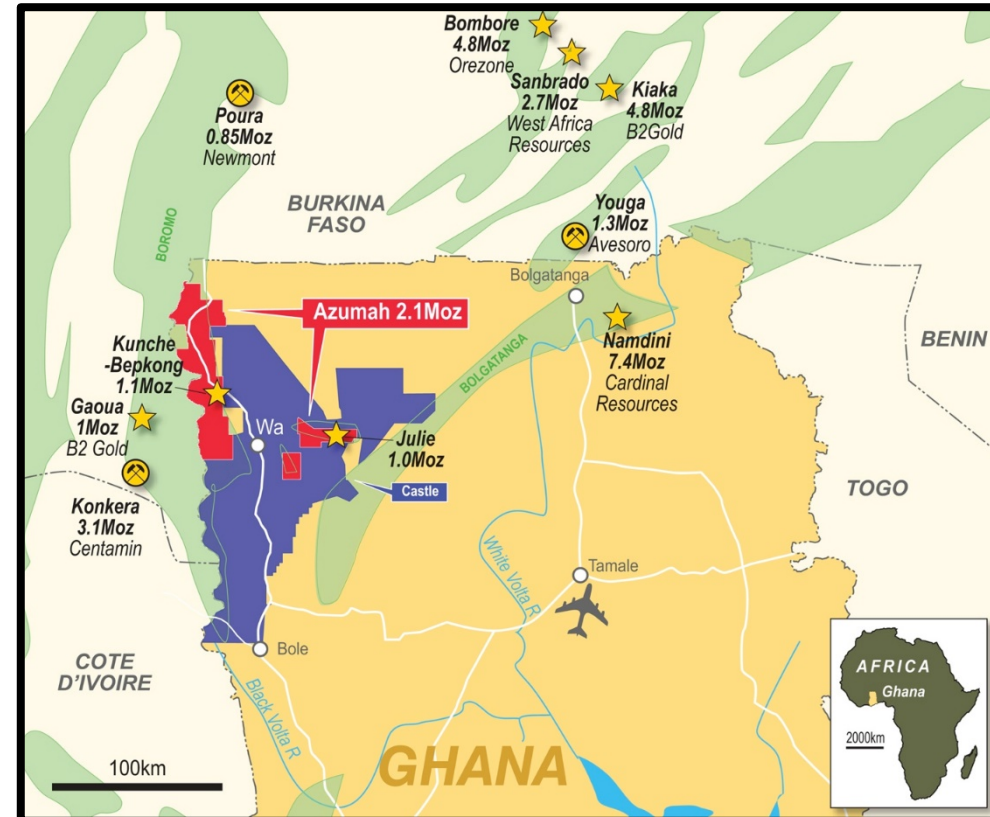 Bombore
4.8Moz
Orezone
Sanbrado
2.7Moz
West Africa
Resources
Kiaka
4.8Moz
B2Gold
Poura
0.85Moz
Newmont
BURKINA
FASO
Youga
1.3Moz
Avesoro
BOROMO
Bolgatanga
Azumah 2.1Moz
Kunche
-Bepkong
1.1Moz
Namdini
7.4Moz
Cardinal
Resources
BENIN
BOLGATANGA
Gaoua
1Moz
B2 Gold
Wa
Julie
1.0Moz
Castle
Konkera
3.1Moz
Centamin
TOGO
White Volta R
Tamale
Bole
COTE
D'IVOIRE
Black Volta R
GHANA
100km
AFRICA
Ghana
2000km